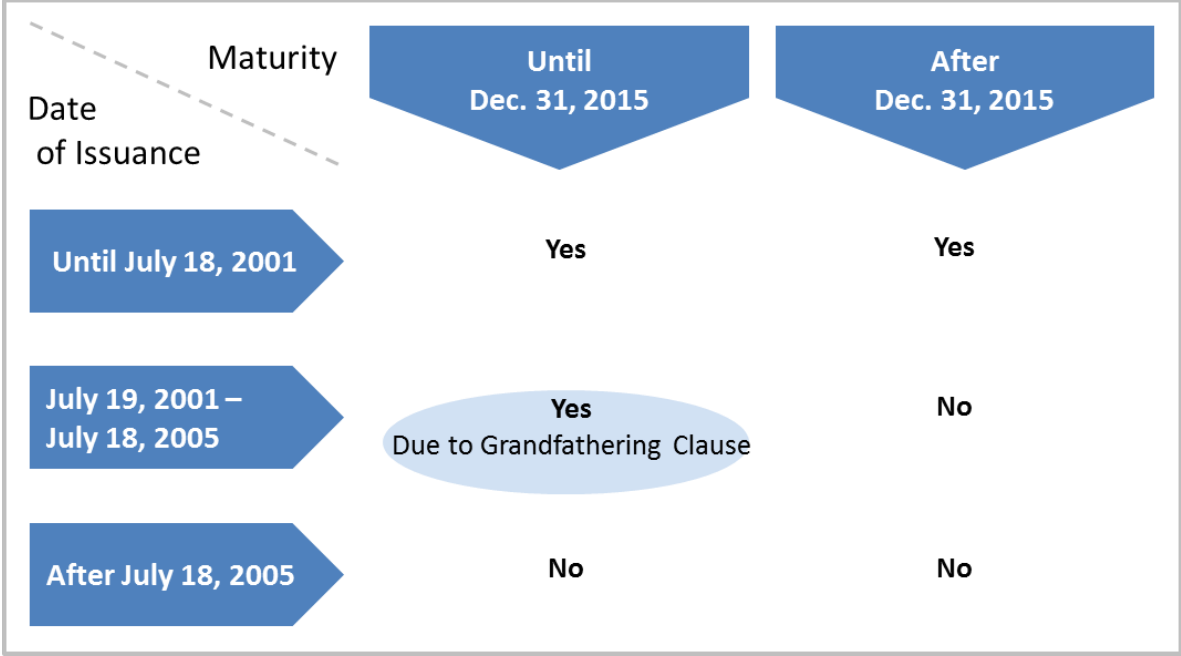 Maturity
Date
of Issuance
Until
Dec. 31, 2015
After
Dec. 31, 2015
Until July 18, 2001
Yes
Yes
July 19, 2001 –
July 18, 2005
Yes
Due to Grandfathering Clause
No
After July 18, 2005
No
No